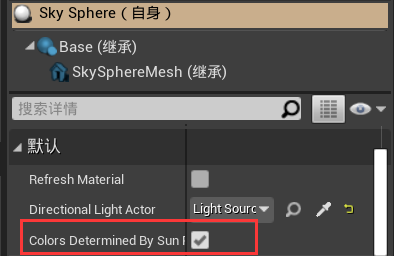 Sky Sphere（自身）
Base (继承)
SkySphereMesh (继承)
搜索详情
默认
Refresh Material
Directional Light Actor Light Sourc
Colors Determined By Sun